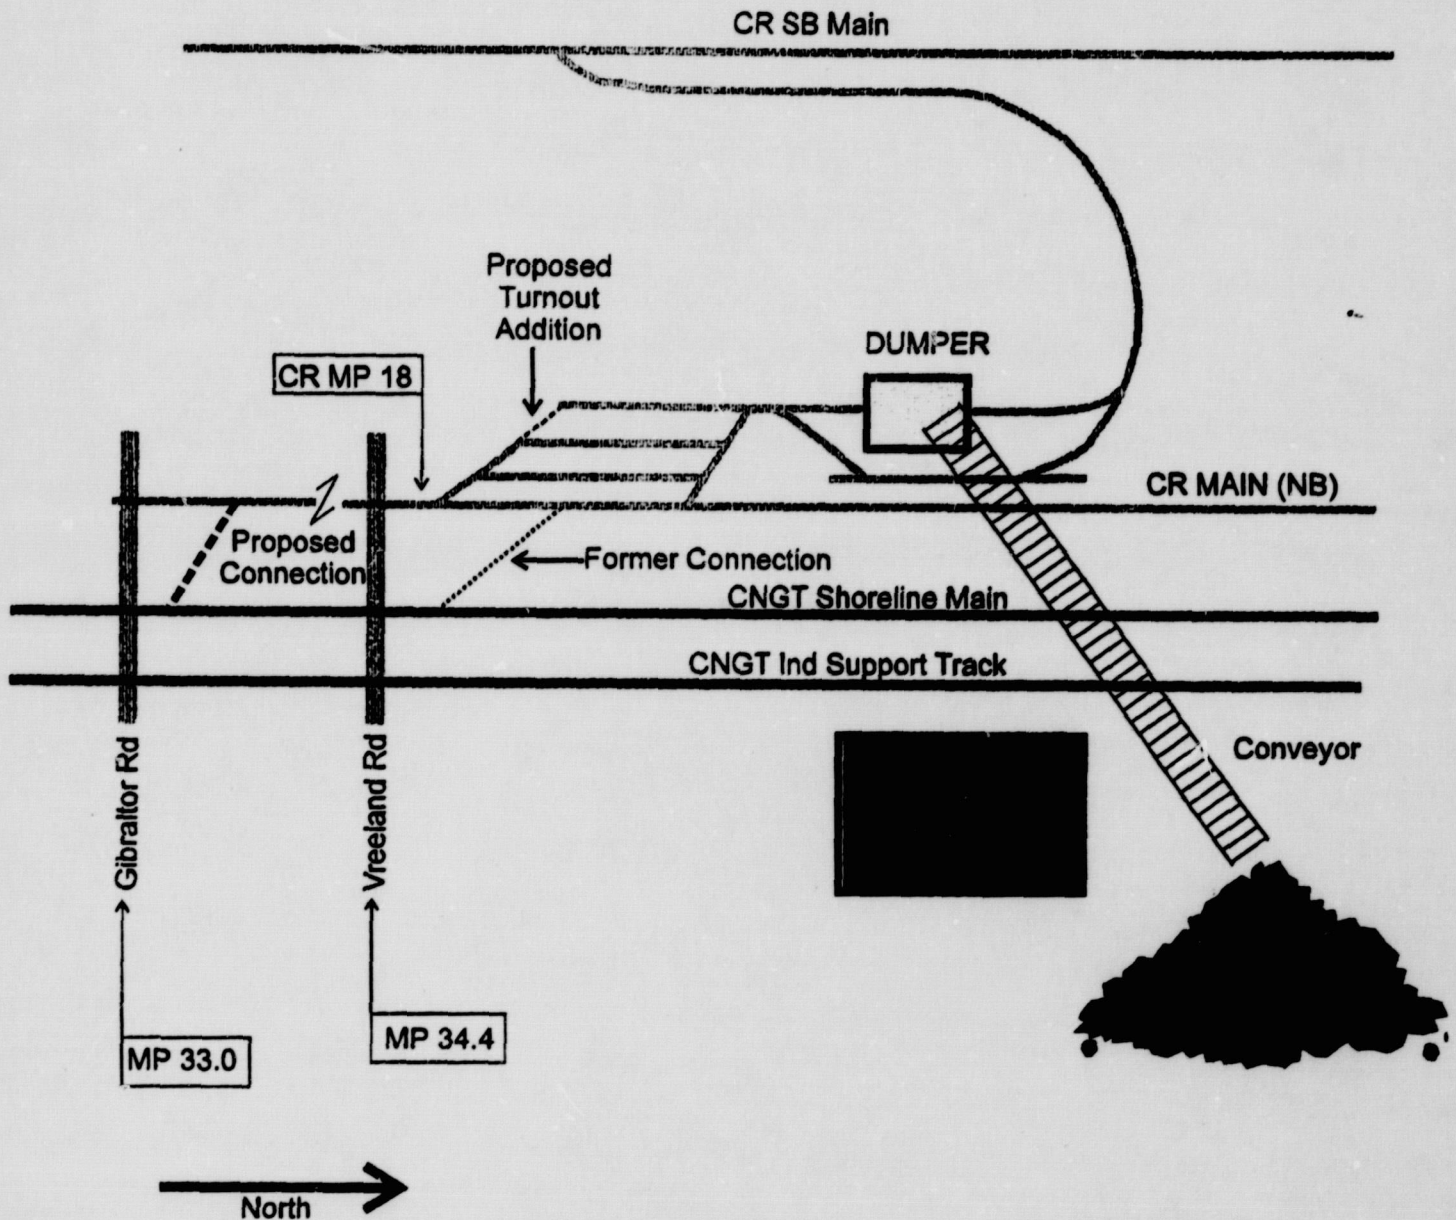 CR SB Main
Proposed
Turnout
Addition
DUMPER
CR MP 18
CR MAIN (NB)
Proposed
Connection
Former Connection
CNGT Shoreline Main
CNGT Ind Support Track
Gibraltor Rd
Vreeland Rd
Conveyor
MP 33.0
MP 34.4
North